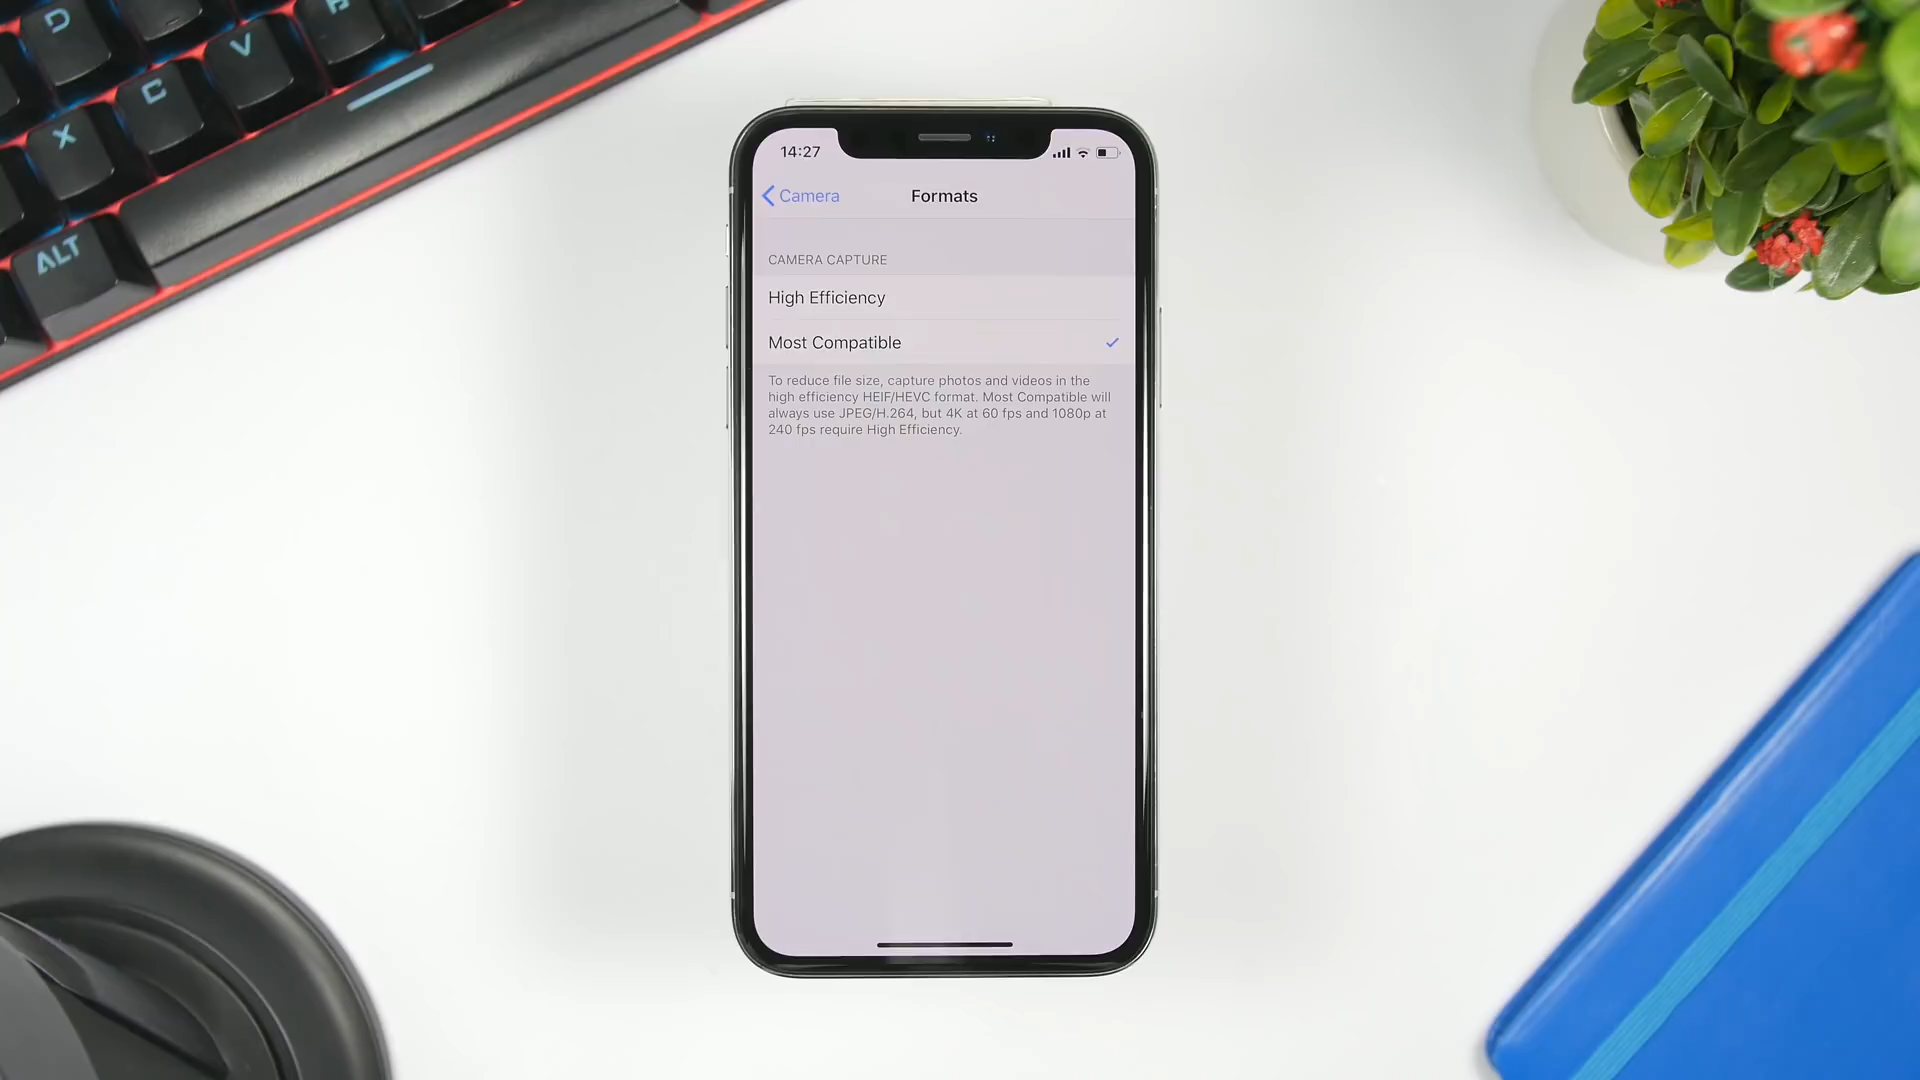 D
V
C
X
ALT
14:27
Camera
Formats
CAMERA CAPTURE
High Efficiency
Most Compatible
To reduce file size, capture photos and videos in the
high efficiency HEIF/HEVC format. Most Compatible will
always use JPEG/H.264, but 4K at 60 fps and 1080p at
240 fps require High Efficiency.